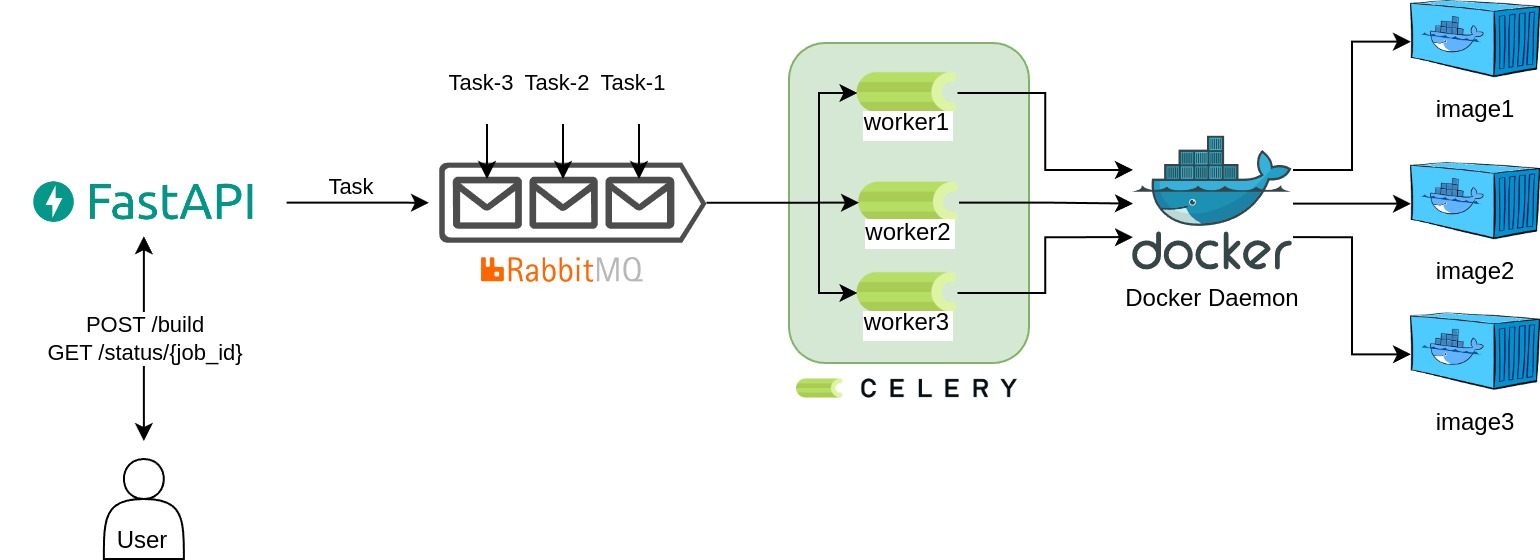 FastAPI
Task
POST /build
GET /status/{job_id}
User
Task-3 Task-2 Task-1
RabbitMQ
worker1
worker2
worker3
CELERY
docker
Docker Daemon
image1
image2
image3